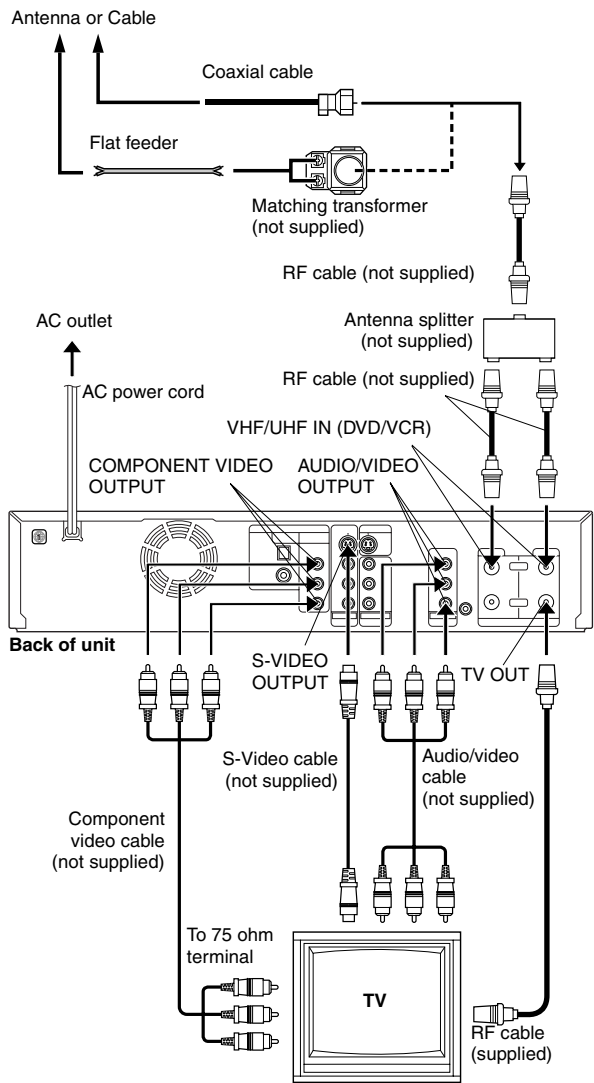 Antenna or Cable
Coaxial cable
Flat feeder
Matching transformer
(not supplied)
RF cable (not supplied)
AC outlet
Antenna splitter
(not supplied)
AC power cord
RF cable (not supplied)
VHF/UHF IN (DVD/VCR)
COMPONENT VIDEO
OUTPUT
AUDIO/VIDEO
OUTPUT
Back of unit
S-VIDEO
OUTPUT
TV OUT
S-Video cable
(not supplied)
Audio/video
cable
(not supplied)
Component
video cable
(not supplied)
To 75 ohm
terminal
TV
RF cable
(supplied)